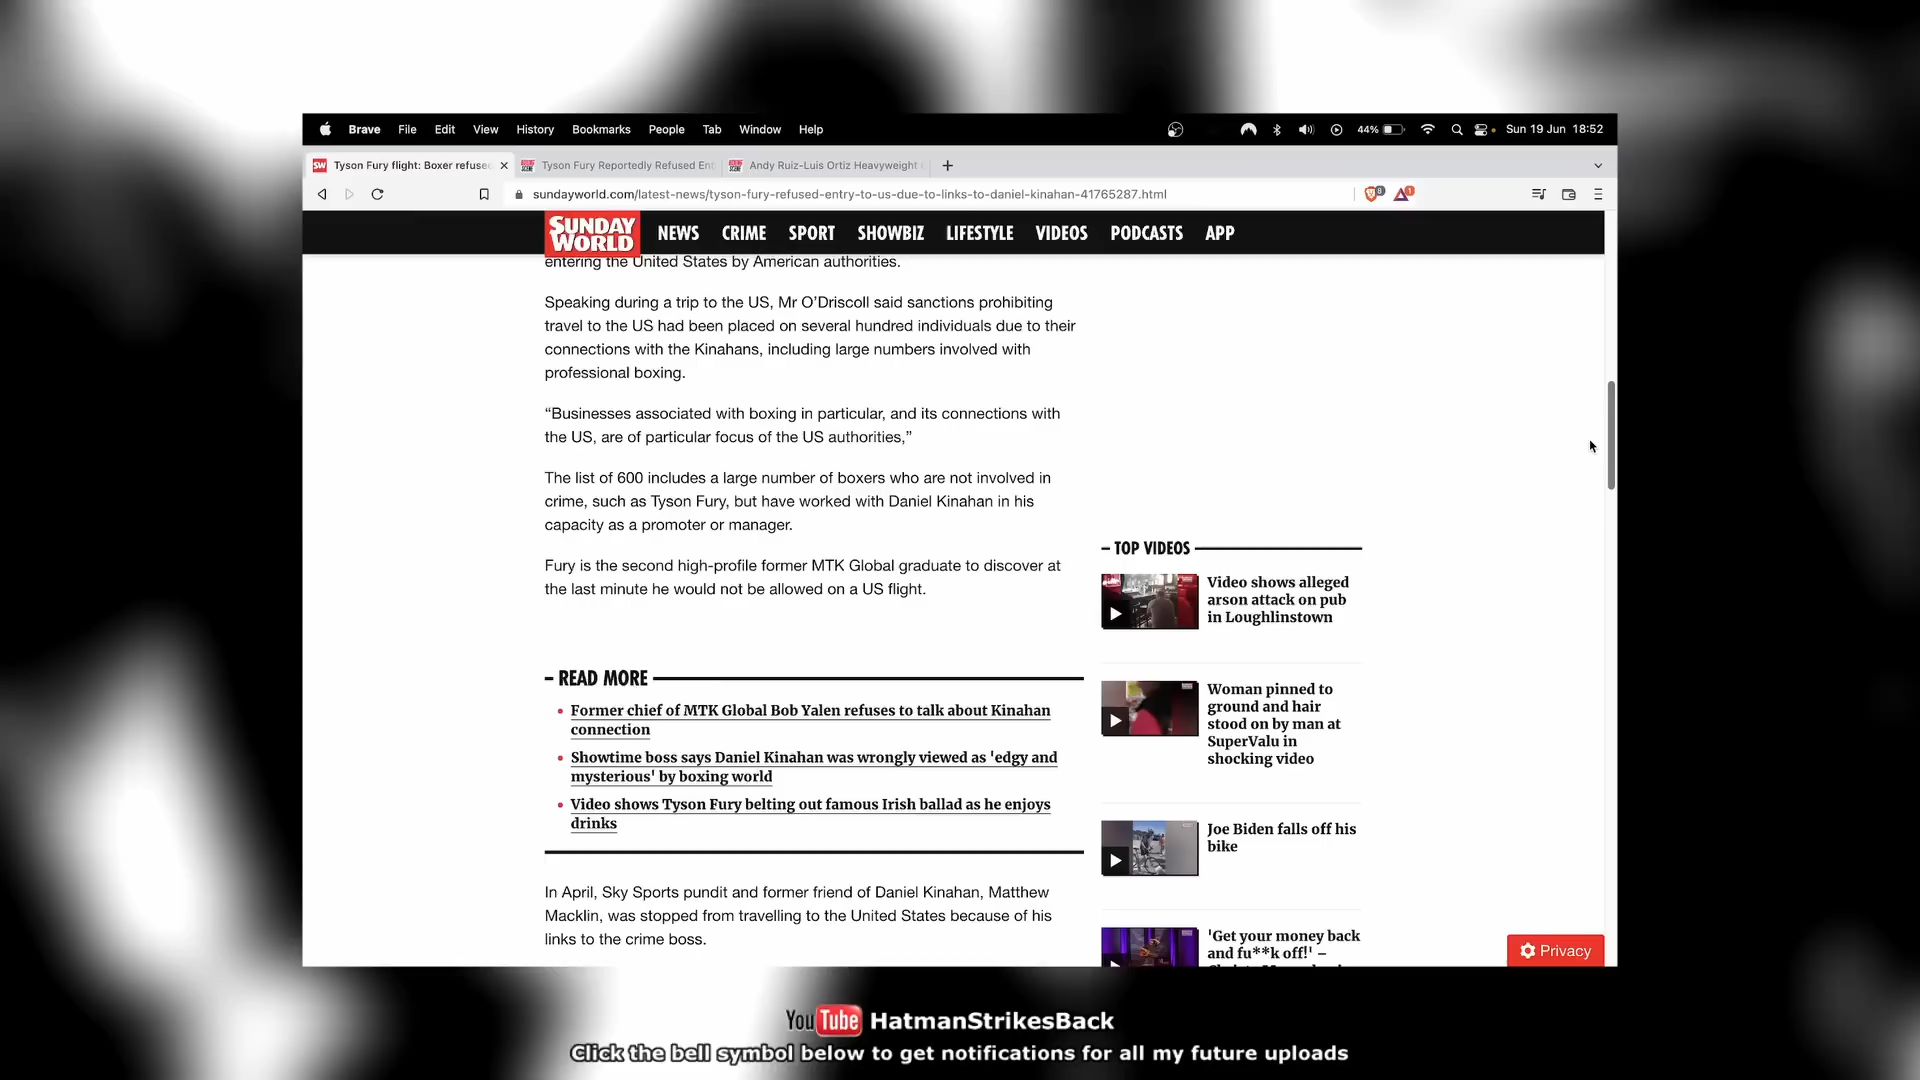 Brave File Edit View History Bookmarks People Tab Window Help 44% Sun 19 Jun 18:52
SW Tyson Fury flight: Boxer refuse Tyson Fury Reportedly Refused Ent Andy Ruiz-Luis Ortiz Heavyweight
sundayworld.com/latest-news/tyson-fury-refused-entry-to-us-due-to-links-to-daniel-kinahan-41765287.html 8 1
SUNDAY
WORLD
NEWS CRIME SPORT SHOWBIZ LIFESTYLE VIDEOS PODCASTS APP
entering the United States by American authorities.
Speaking during a trip to the US, Mr O’Driscoll said sanctions prohibiting
travel to the US had been placed on several hundred individuals due to their
connections with the Kinahans, including large numbers involved with
professional boxing.
“Businesses associated with boxing in particular, and its connections with
the US, are of particular focus of the US authorities,”
The list of 600 includes a large number of boxers who are not involved in
crime, such as Tyson Fury, but have worked with Daniel Kinahan in his
capacity as a promoter or manager.
Fury is the second high-profile former MTK Global graduate to discover at
the last minute he would not be allowed on a US flight.
READ MORE
Former chief of MTK Global Bob Yalen refuses to talk about Kinahan
connection
Showtime boss says Daniel Kinahan was wrongly viewed as 'edgy and
mysterious' by boxing world
Video shows Tyson Fury belting out famous Irish ballad as he enjoys
drinks
In April, Sky Sports pundit and former friend of Daniel Kinahan, Matthew
Macklin, was stopped from travelling to the United States because of his
links to the crime boss.
TOP VIDEOS
Video shows alleged
arson attack on pub
in Loughlinstown
Woman pinned to
ground and hair
stood on by man at
SuperValu in
shocking video
Joe Biden falls off his
bike
'Get your money back
and fu**k off!' –
Privacy
YouTube HatmanStrikesBack
Click the bell symbol below to get notifications for all my future uploads